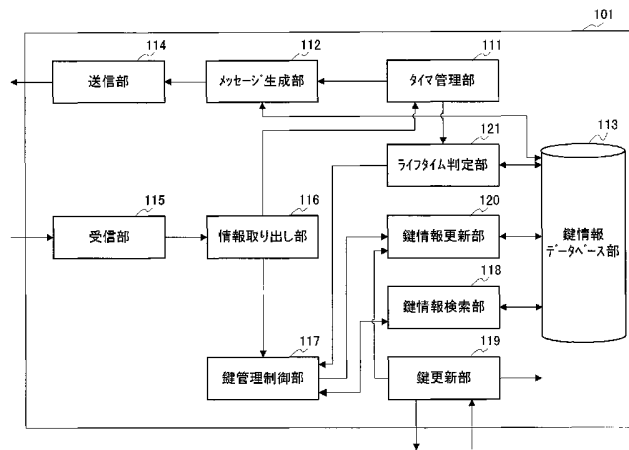 101
114
送信部
112
メッセージ生成部
111
タイマ管理部
121
ライフタイム判定部
113
鍵情報
データベース部
115
受信部
116
情報取り出し部
120
鍵情報更新部
118
鍵情報検索部
117
鍵管理制御部
119
鍵更新部